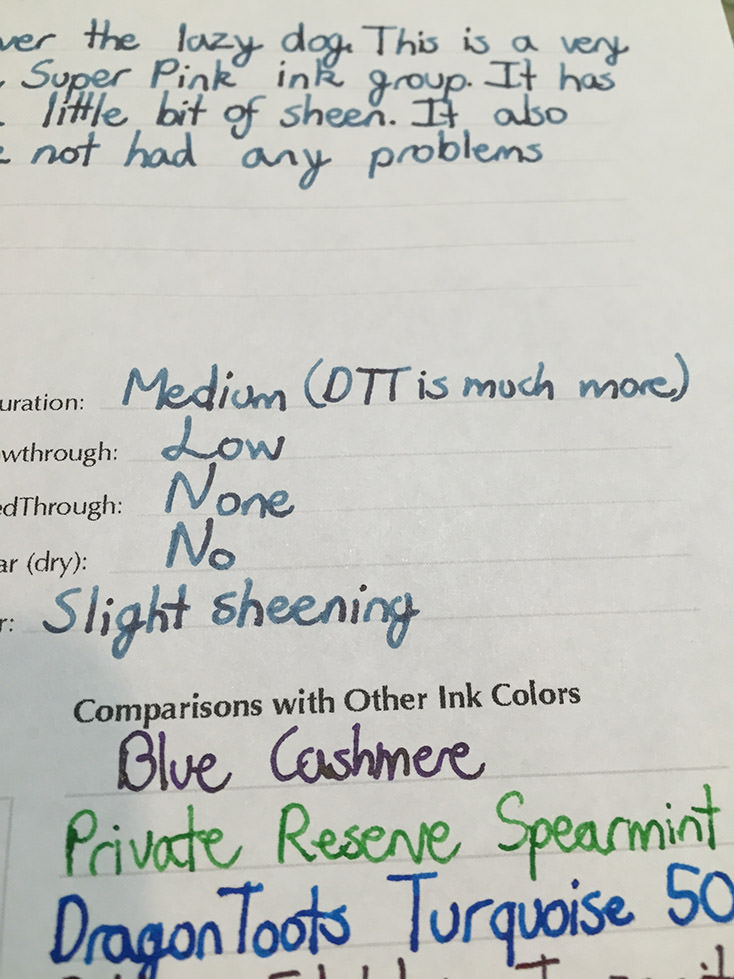 ver the lazy dog. This is a very
Super Pink ink group. It has
little bit of sheen. It also
not had any problems
uration: Medium (DTT is much more)
wthrough: Low
edThrough: None
ar (dry): No
r: Slight sheening
Comparisons with Other Ink Colors
Blue Cashmere
Private Reserve Spearmint
DragonToots Turquoise 50